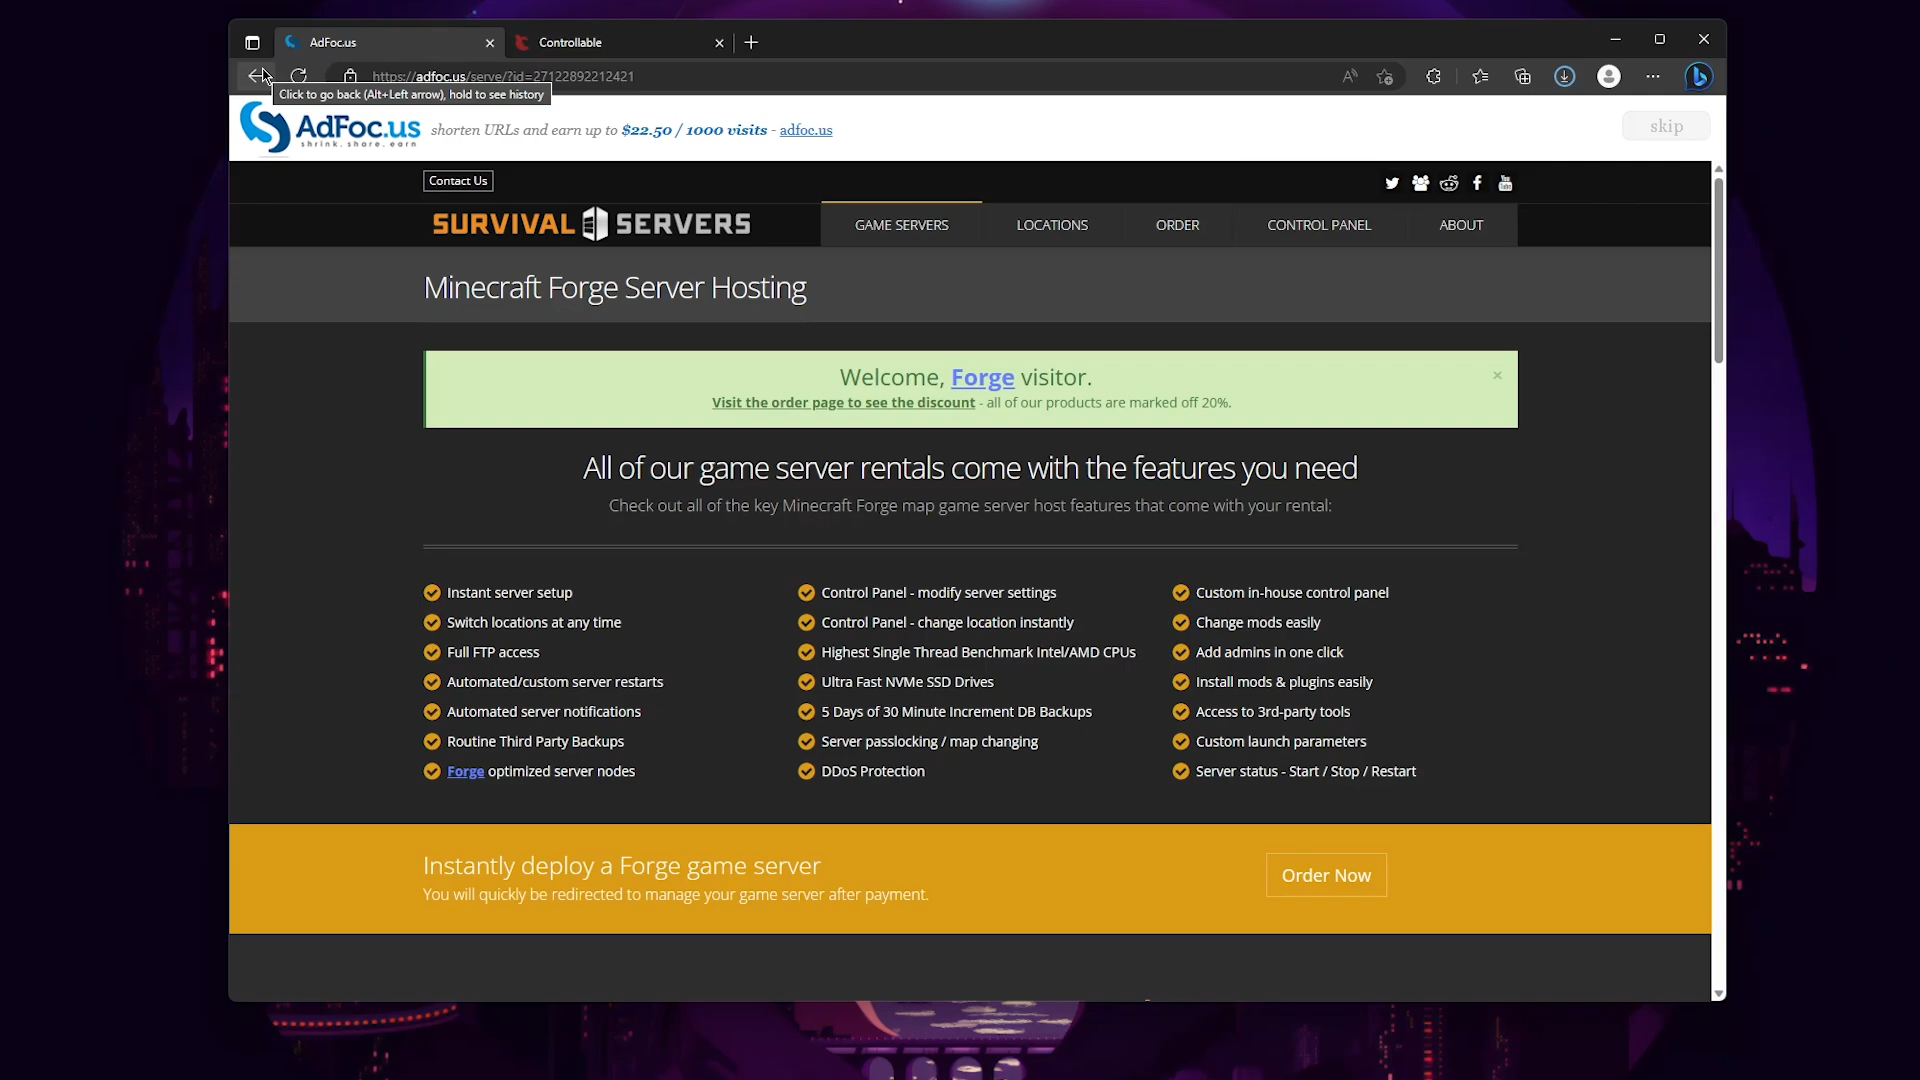 AdFoc.us
Controllable
https://adfoc.us/serve/?id=27122892212421
Click to go back (Alt+Left arrow), hold to see history
AdFoc.us
shrink. share. earn
shorten URLs and earn up to $22.50 / 1000 visits - adfoc.us
skip
Contact Us
SURVIVAL SERVERS
GAME SERVERS
LOCATIONS
ORDER
CONTROL PANEL
ABOUT
Minecraft Forge Server Hosting
Welcome, Forge visitor.
Visit the order page to see the discount - all of our products are marked off 20%.
All of our game server rentals come with the features you need
Check out all of the key Minecraft Forge map game server host features that come with your rental:
Instant server setup
Switch locations at any time
Full FTP access
Automated/custom server restarts
Automated server notifications
Routine Third Party Backups
Forge optimized server nodes
Control Panel - modify server settings
Control Panel - change location instantly
Highest Single Thread Benchmark Intel/AMD CPUs
Ultra Fast NVMe SSD Drives
5 Days of 30 Minute Increment DB Backups
Server passlocking / map changing
DDoS Protection
Custom in-house control panel
Change mods easily
Add admins in one click
Install mods & plugins easily
Access to 3rd-party tools
Custom launch parameters
Server status - Start / Stop / Restart
Instantly deploy a Forge game server
You will quickly be redirected to manage your game server after payment.
Order Now